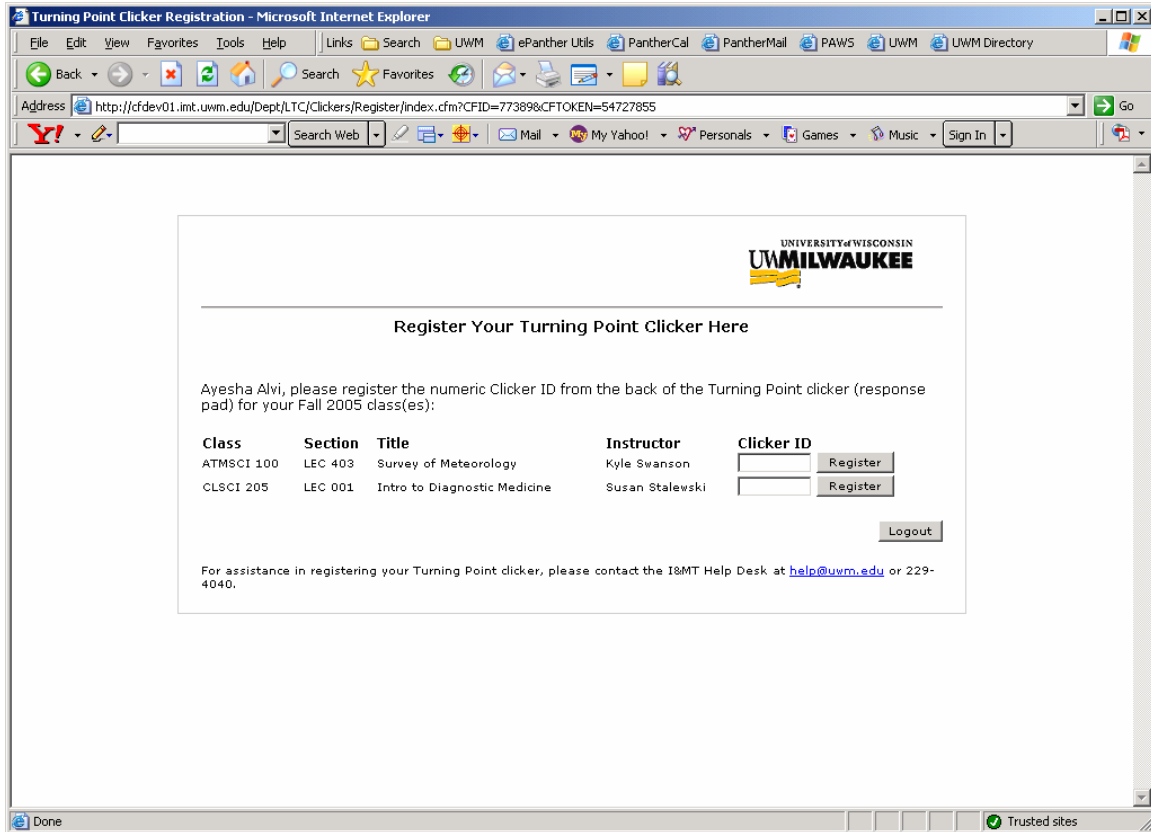 Turning Point Clicker Registration - Microsoft Internet Explorer
File Edit View Favorites Tools Help Links Search UWM ePanther Utils PantherCal PantherMail PAWS UWM UWM Directory
Back Search Favorites
Address http://cfdev01.imt.uwm.edu/Dept/LTC/Clickers/Register/index.cfm?CFID=77389&CFTOKEN=54727855 Go
Y! Search Web Mail My Yahoo! Personals Games Music Sign In
UNIVERSITY of WISCONSIN
UWMILWAUKEE
Register Your Turning Point Clicker Here
Ayesha Alvi, please register the numeric Clicker ID from the back of the Turning Point clicker (response
pad) for your Fall 2005 class(es):
Class Section Title Instructor Clicker ID
ATMSCI 100 LEC 403 Survey of Meteorology Kyle Swanson Register
CLSCI 205 LEC 001 Intro to Diagnostic Medicine Susan Stalewski Register
Logout
For assistance in registering your Turning Point clicker, please contact the I&MT Help Desk at help@uwm.edu or 229-
4040.
Done Trusted sites